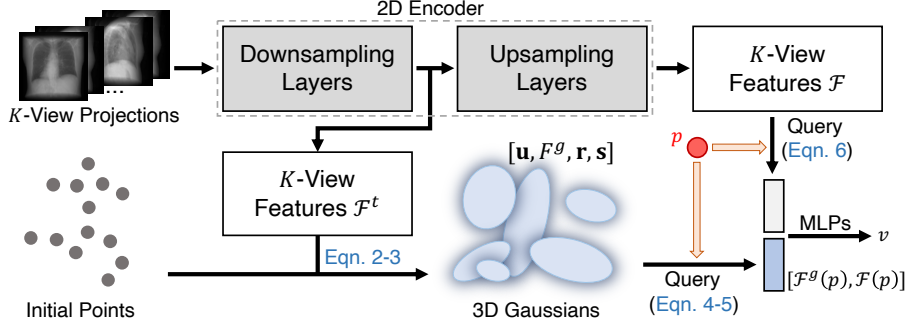 2D Encoder
Downsampling
Layers
Upsampling
Layers
K-View
Features ℱ
...
K-View Projections
Query
(Eqn. 6)
p
[u, F^g, r, s]
K-View
Features ℱ^t
MLPs
v
Eqn. 2-3
Query
(Eqn. 4-5)
[ℱ^g(p), ℱ(p)]
Initial Points
3D Gaussians